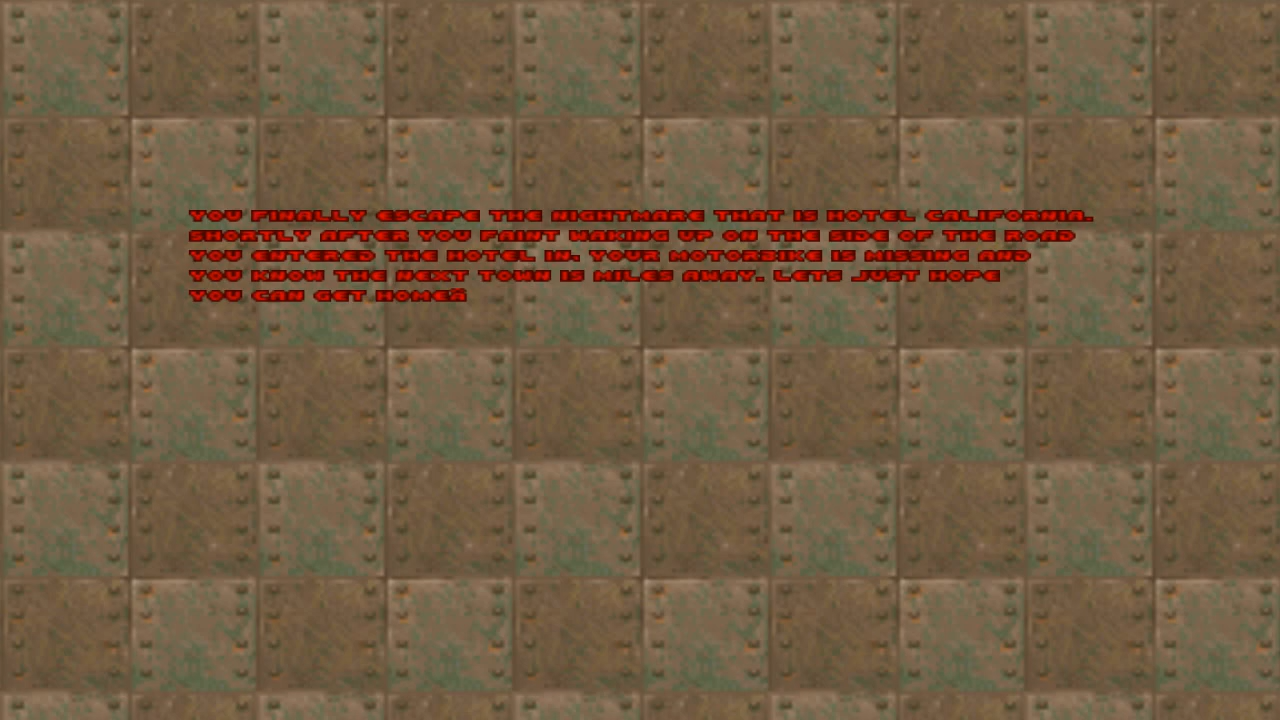 YOU FINALLY ESCAPE THE NIGHTMARE THAT IS HOTEL CALIFORNIA.
SHORTLY AFTER YOU FAINT WAKING UP ON THE SIDE OF THE ROAD
YOU ENTERED THE HOTEL IN. YOUR MOTORBIKE IS MISSING AND
YOU KNOW THE NEXT TOWN IS MILES AWAY. LETS JUST HOPE
YOU CAN GET HOME